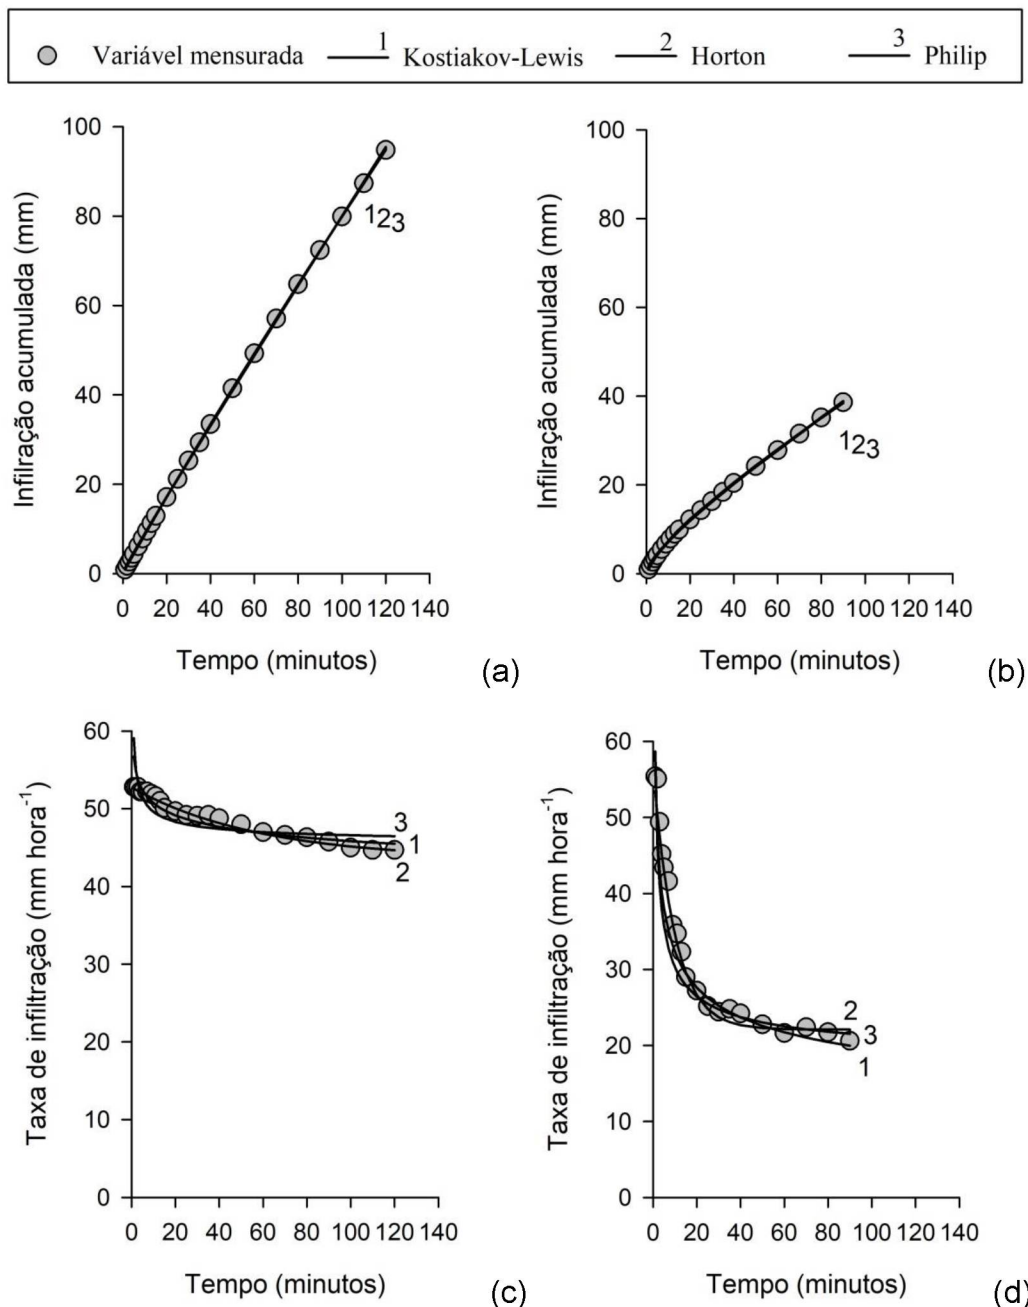 Variável mensurada 1 Kostiakov-Lewis 2 Horton 3 Philip
Infilração acumulada (mm)
100
80
60
40
20
0
123
0 20 40 60 80 100 120 140
Tempo (minutos)
(a)
Infiltração acumulada (mm)
100
80
60
40
20
0
123
0 20 40 60 80 100 120 140
Tempo (minutos)
(b)
Taxa de infiltração (mm hora⁻¹)
60
50
40
30
20
10
0
3
1
2
0 20 40 60 80 100 120 140
Tempo (minutos)
(c)
Taxa de infiltração (mm hora⁻¹)
60
50
40
30
20
10
0
2
3
1
0 20 40 60 80 100 120 140
Tempo (minutos)
(d)